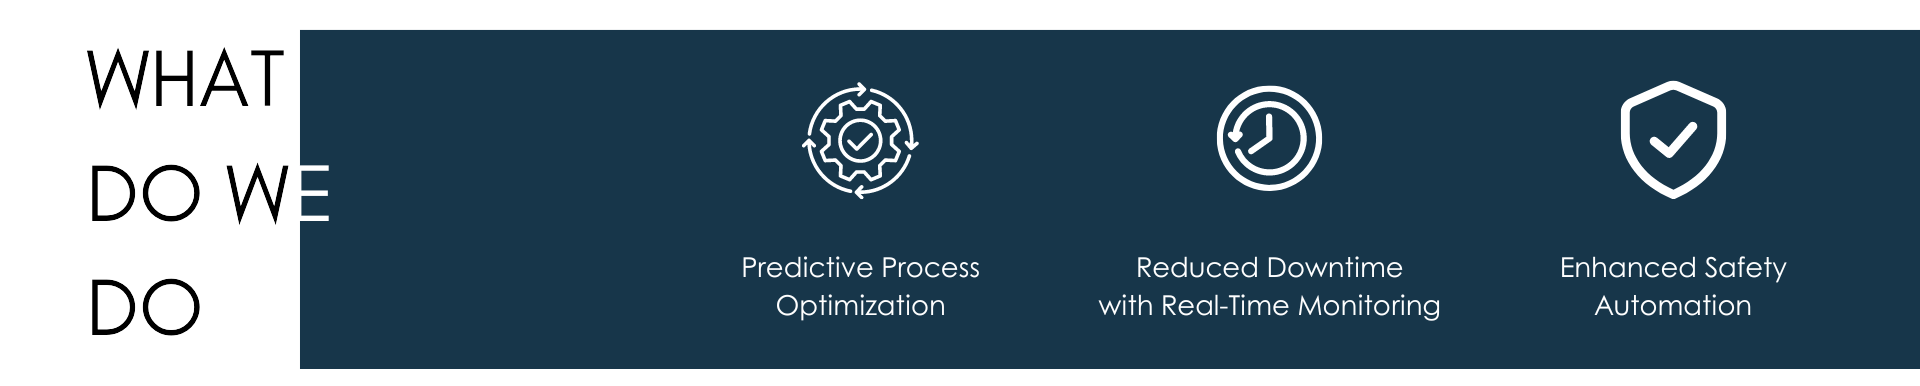 WHAT
DO WE
DO
Predictive Process
Optimization
Reduced Downtime
with Real-Time Monitoring
Enhanced Safety
Automation